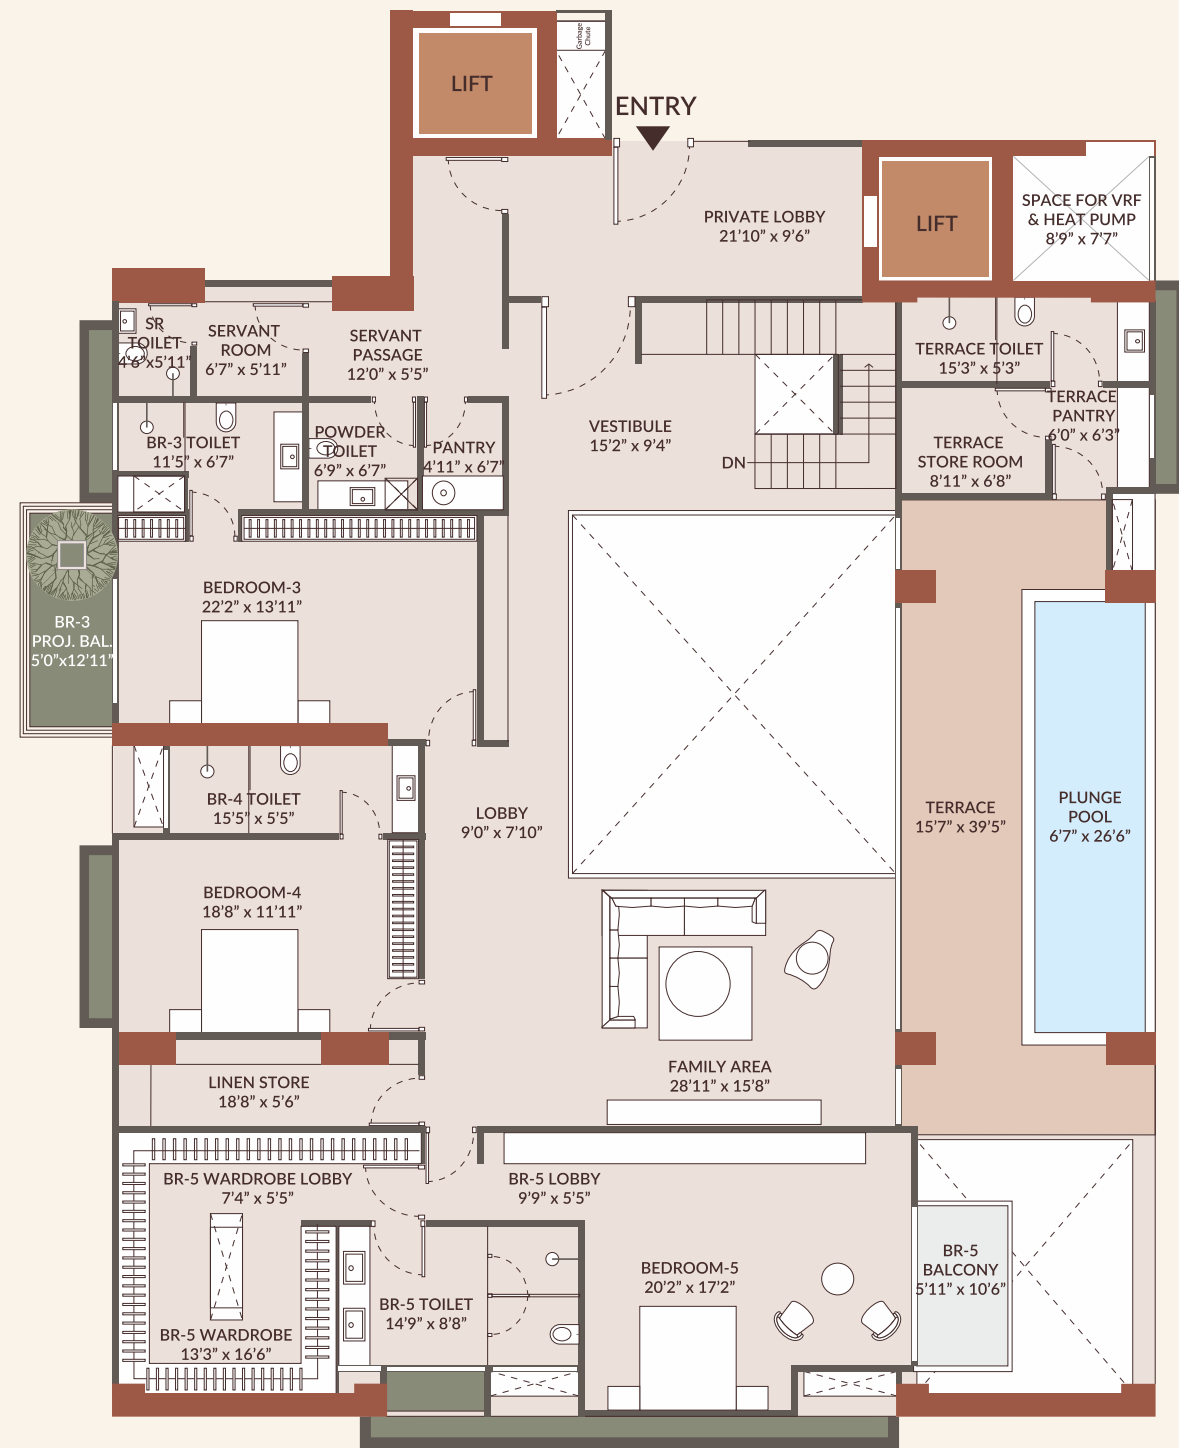 Garbage
Chute
LIFT
ENTRY
PRIVATE LOBBY
21’10” x 9’6”
LIFT
SPACE FOR VRF
& HEAT PUMP
8’9” x 7’7”
SR
TOILET
4’6”x5’11”
SERVANT
ROOM
6’7” x 5’11”
SERVANT
PASSAGE
12’0” x 5’5”
TERRACE TOILET
15’3” x 5’3”
TERRACE
PANTRY
6’0” x 6’3”
BR-3 TOILET
11’5” x 6’7”
POWDER
TOILET
6’9” x 6’7”
PANTRY
4’11” x 6’7”
VESTIBULE
15’2” x 9’4”
DN
TERRACE
STORE ROOM
8’11” x 6’8”
BEDROOM-3
22’2” x 13’11”
BR-3
PROJ. BAL.
5’0”x12’11”
BR-4 TOILET
15’5” x 5’5”
LOBBY
9’0” x 7’10”
TERRACE
15’7” x 39’5”
PLUNGE
POOL
6’7” x 26’6”
BEDROOM-4
18’8” x 11’11”
FAMILY AREA
28’11” x 15’8”
LINEN STORE
18’8” x 5’6”
BR-5 WARDROBE LOBBY
7’4” x 5’5”
BR-5 LOBBY
9’9” x 5’5”
BEDROOM-5
20’2” x 17’2”
BR-5
BALCONY
5’11” x 10’6”
BR-5 TOILET
14’9” x 8’8”
BR-5 WARDROBE
13’3” x 16’6”